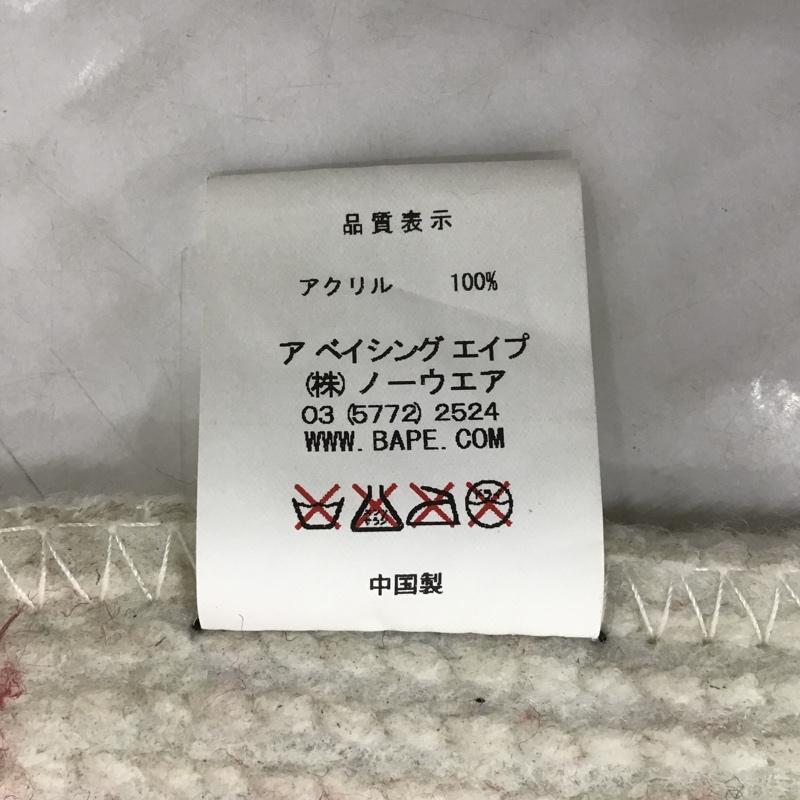 品質表示
アクリル 100%
ア ベイシング エイプ
(株) ノーウエア
03 (5772) 2524
WWW. BAPE. COM
中国製